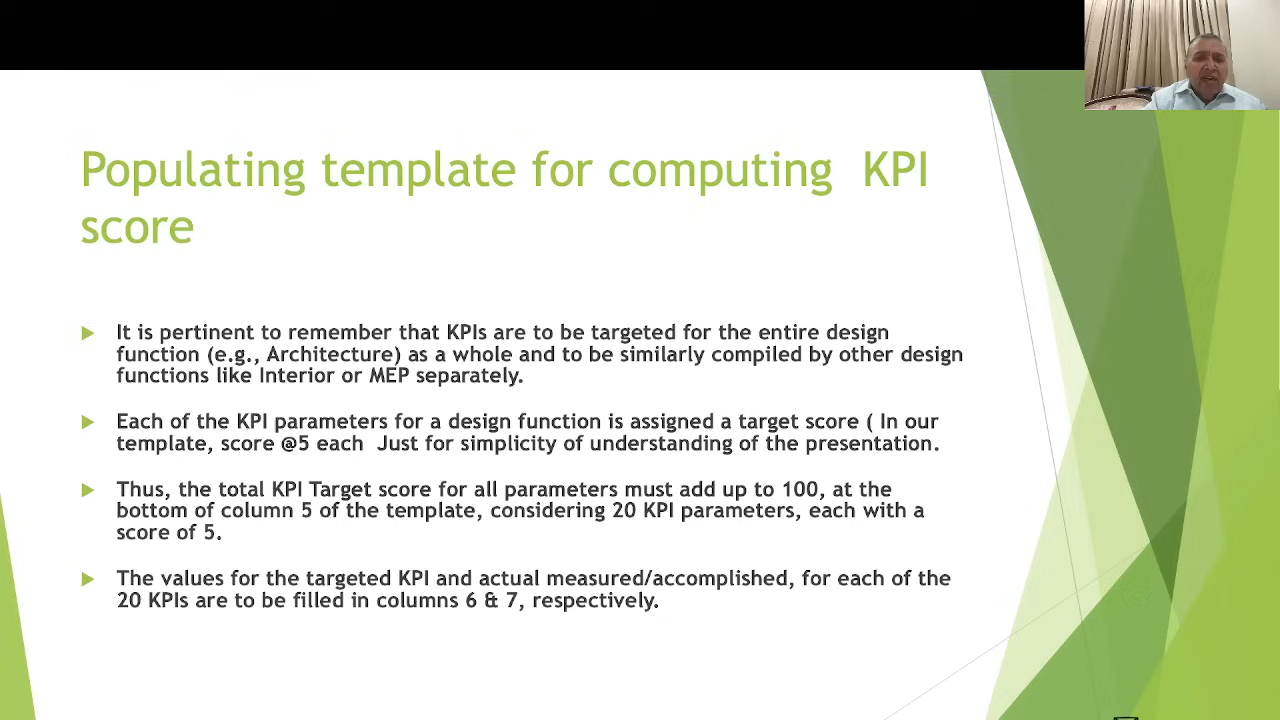 Populating template for computing  KPI
score
It is pertinent to remember that KPIs are to be targeted for the entire design
function (e.g., Architecture) as a whole and to be similarly compiled by other design
functions like Interior or MEP separately.
Each of the KPI parameters for a design function is assigned a target score ( In our
template, score @5 each  Just for simplicity of understanding of the presentation.
Thus, the total KPI Target score for all parameters must add up to 100, at the
bottom of column 5 of the template, considering 20 KPI parameters, each with a
score of 5.
The values for the targeted KPI and actual measured/accomplished, for each of the
20 KPIs are to be filled in columns 6 & 7, respectively.